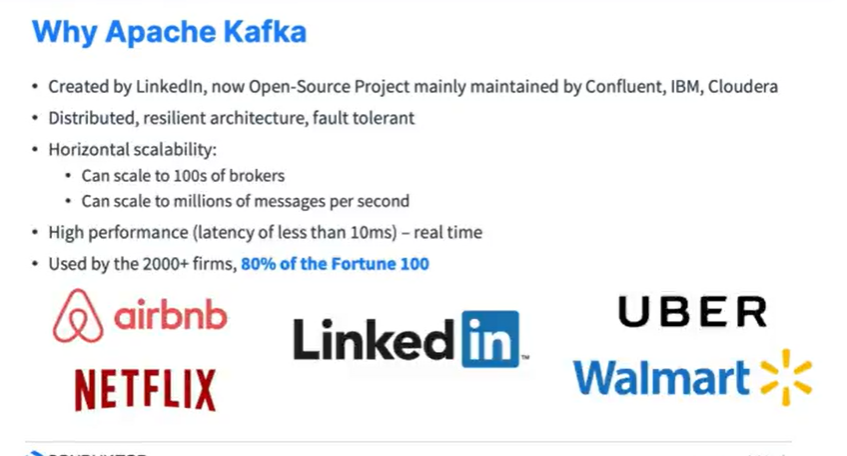 Why Apache Kafka
• Created by LinkedIn, now Open-Source Project mainly maintained by Confluent, IBM, Cloudera
• Distributed, resilient architecture, fault tolerant
• Horizontal scalability:
• Can scale to 100s of brokers
• Can scale to millions of messages per second
• High performance (latency of less than 10ms) – real time
• Used by the 2000+ firms, 80% of the Fortune 100
airbnb
LinkedIn™
UBER
NETFLIX
Walmart